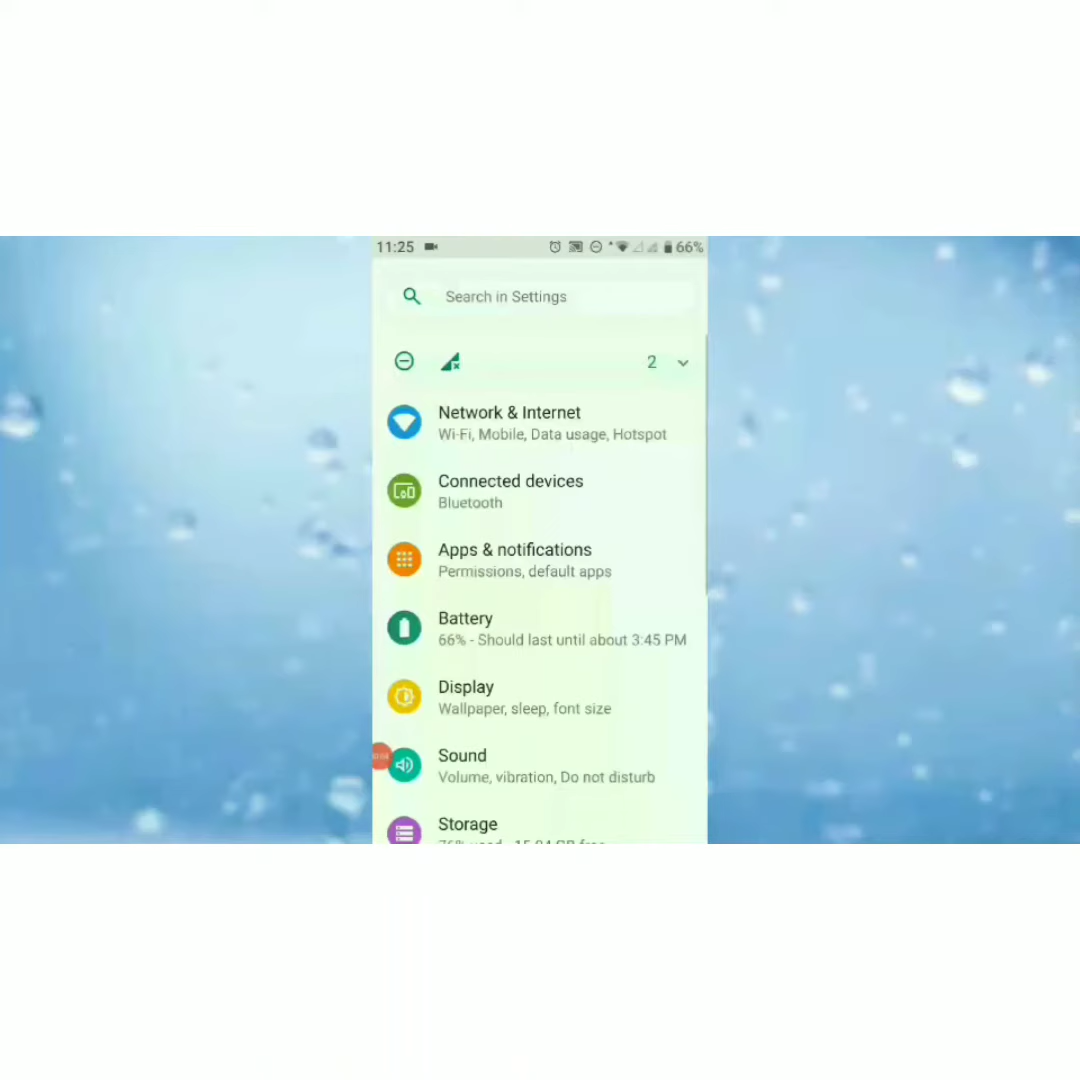 11:25 66%
Search in Settings
2
Network & Internet
Wi-Fi, Mobile, Data usage, Hotspot
Connected devices
Bluetooth
Apps & notifications
Permissions, default apps
Battery
66% - Should last until about 3:45 PM
Display
Wallpaper, sleep, font size
Sound
Volume, vibration, Do not disturb
Storage